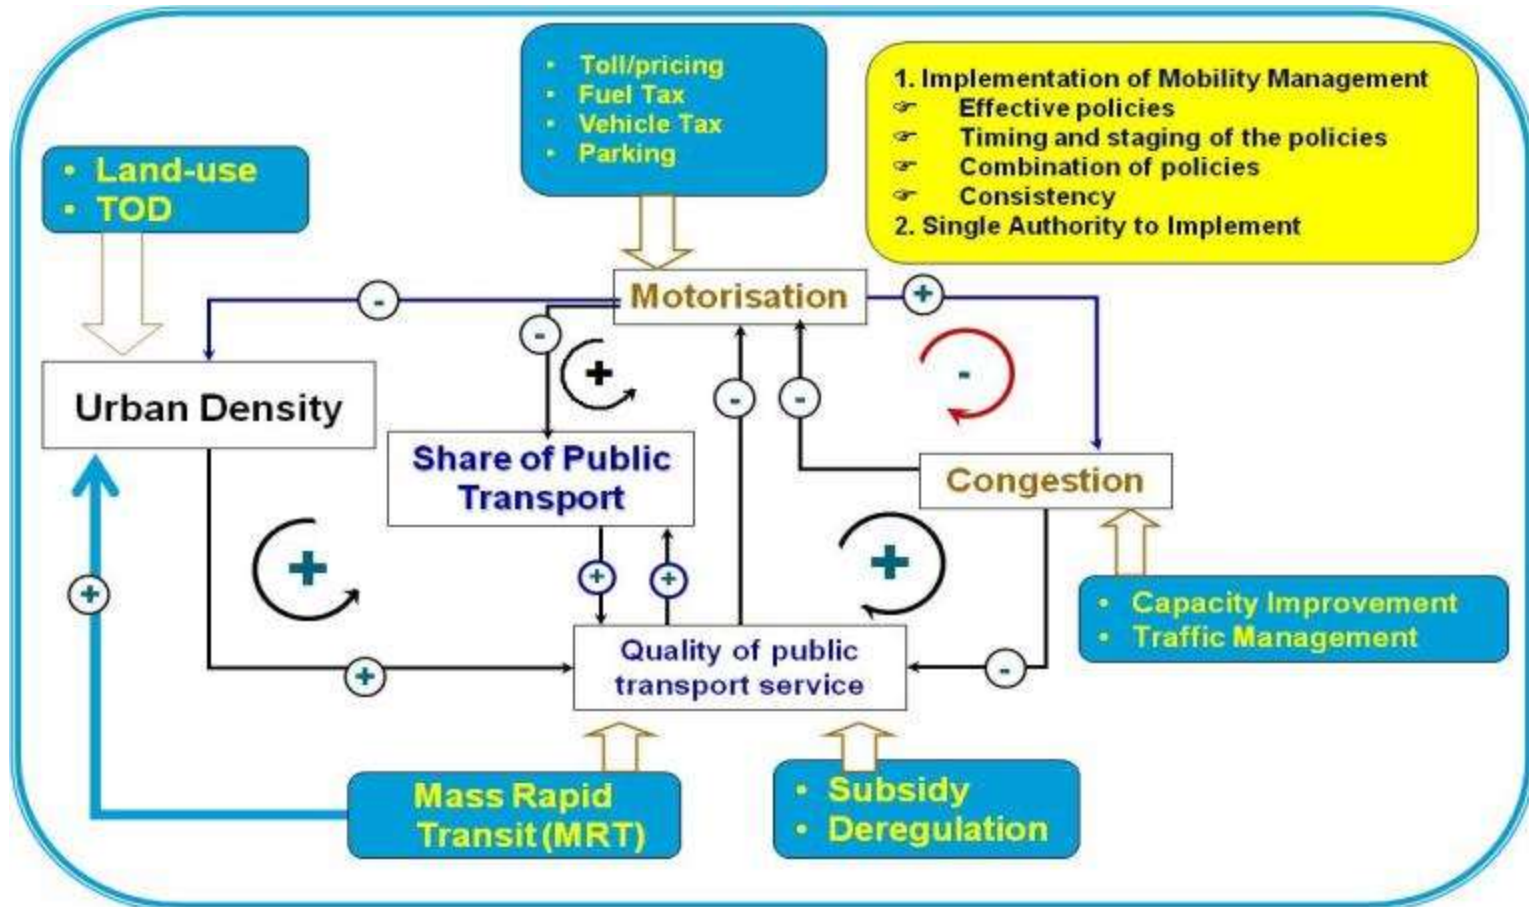 • Toll/pricing
• Fuel Tax
• Vehicle Tax
• Parking
1. Implementation of Mobility Management
☞ Effective policies
☞ Timing and staging of the policies
☞ Combination of policies
☞ Consistency
2. Single Authority to Implement
• Land-use
• TOD
Motorisation
-
+
-
+
-
-
-
Urban Density
Share of Public
Transport
Congestion
+
+
+
+
+
• Capacity Improvement
• Traffic Management
Quality of public
transport service
+
-
Mass Rapid
Transit (MRT)
• Subsidy
• Deregulation